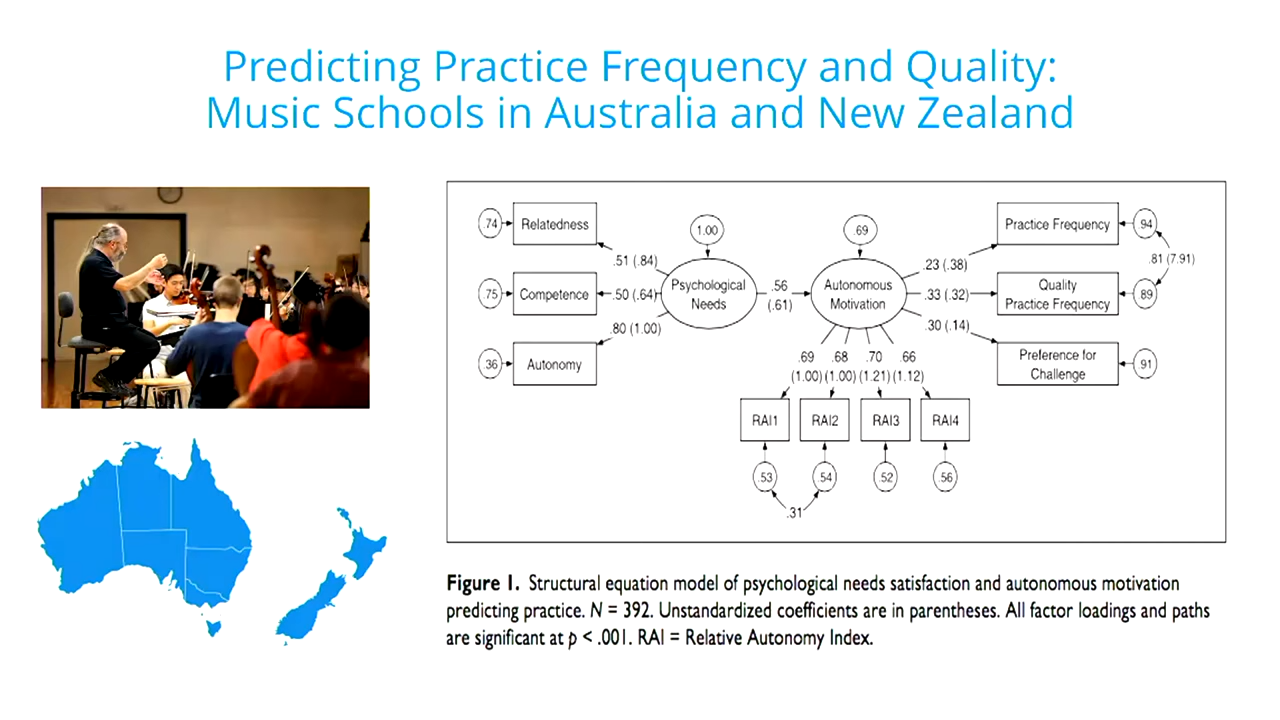 Predicting Practice Frequency and Quality:
Music Schools in Australia and New Zealand
.74
Relatedness
1.00
.69
Practice Frequency
.94
.51 (.84)
.23 (.38)
.81 (7.91)
.75
Competence
.50 (.64)
Psychological
Needs
.56
(.61)
Autonomous
Motivation
.33 (.32)
Quality
Practice Frequency
.89
.80 (1.00)
.30 (.14)
.36
Autonomy
.69 .68 .70 .66
(1.00) (1.00) (1.21) (1.12)
Preference for
Challenge
.91
RAI1 RAI2 RAI3 RAI4
.53 .54 .52 .56
.31
Figure 1. Structural equation model of psychological needs satisfaction and autonomous motivation
predicting practice. N = 392. Unstandardized coefficients are in parentheses. All factor loadings and paths
are significant at p < .001. RAI = Relative Autonomy Index.